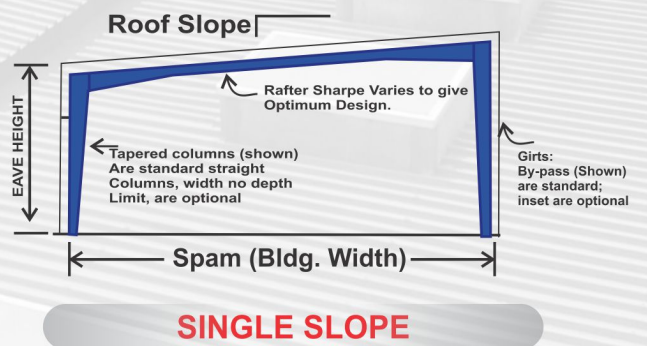 Roof Slope
Rafter Sharpe Varies to give
Optimum Design.
EAVE HEIGHT
Tapered columns (shown)
Are standard straight
Columns, width no depth
Limit, are optional
Girts:
By-pass (Shown)
are standard;
inset are optional
Spam (Bldg. Width)
SINGLE SLOPE